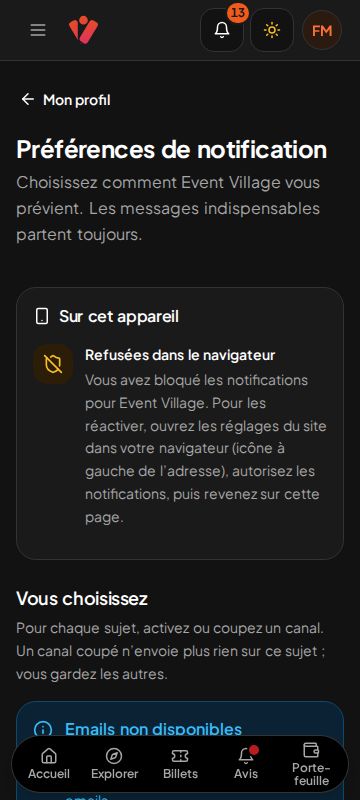 13
FM
Mon profil
Préférences de notification
Choisissez comment Event Village vous
prévient. Les messages indispensables
partent toujours.
Sur cet appareil
Refusées dans le navigateur
Vous avez bloqué les notifications
pour Event Village. Pour les
réactiver, ouvrez les réglages du site
dans votre navigateur (icône à
gauche de l'adresse), autorisez les
notifications, puis revenez sur cette
page.
Vous choisissez
Pour chaque sujet, activez ou coupez un canal.
Un canal coupé n'envoie plus rien sur ce sujet ;
vous gardez les autres.
Emails non disponibles
Accueil
Explorer
Billets
Avis
Porte-
feuille
emails.